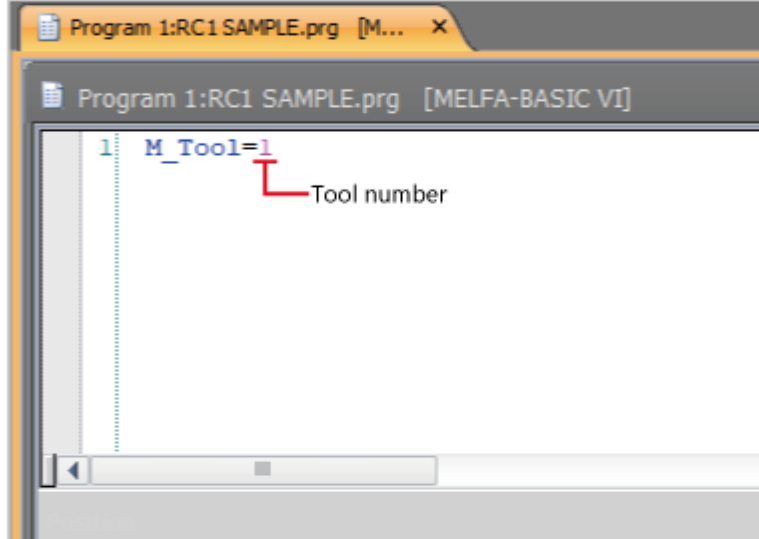 Program 1:RC1 SAMPLE.prg [M... ×
Program 1:RC1 SAMPLE.prg [MELFA-BASIC VI]
1 M_Tool=1
Tool number